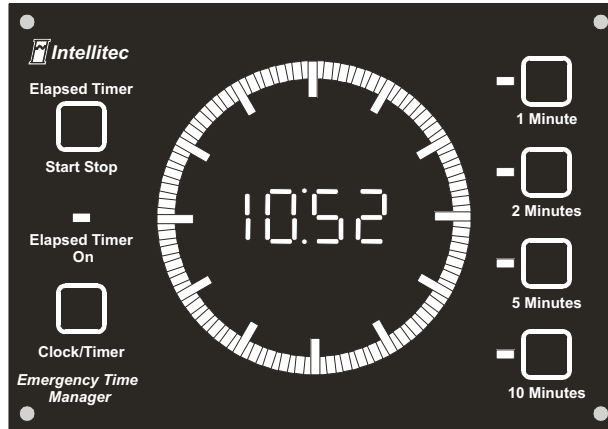 Intellitec
Elapsed Timer
Start Stop
Elapsed Timer
On
Clock/Timer
Emergency Time
Manager
10:52
1 Minute
2 Minutes
5 Minutes
10 Minutes